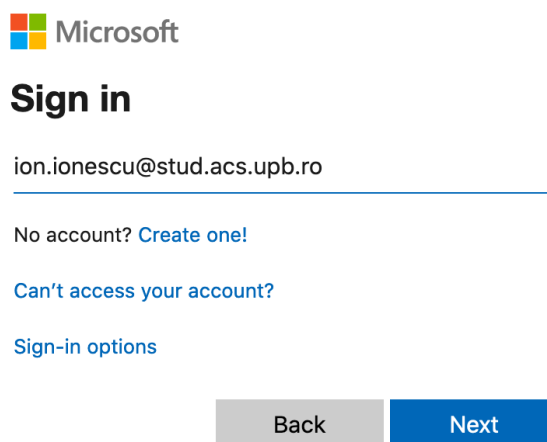 Microsoft
Sign in
ion.ionescu@stud.acs.upb.ro
No account? Create one!
Can't access your account?
Sign-in options
Back Next